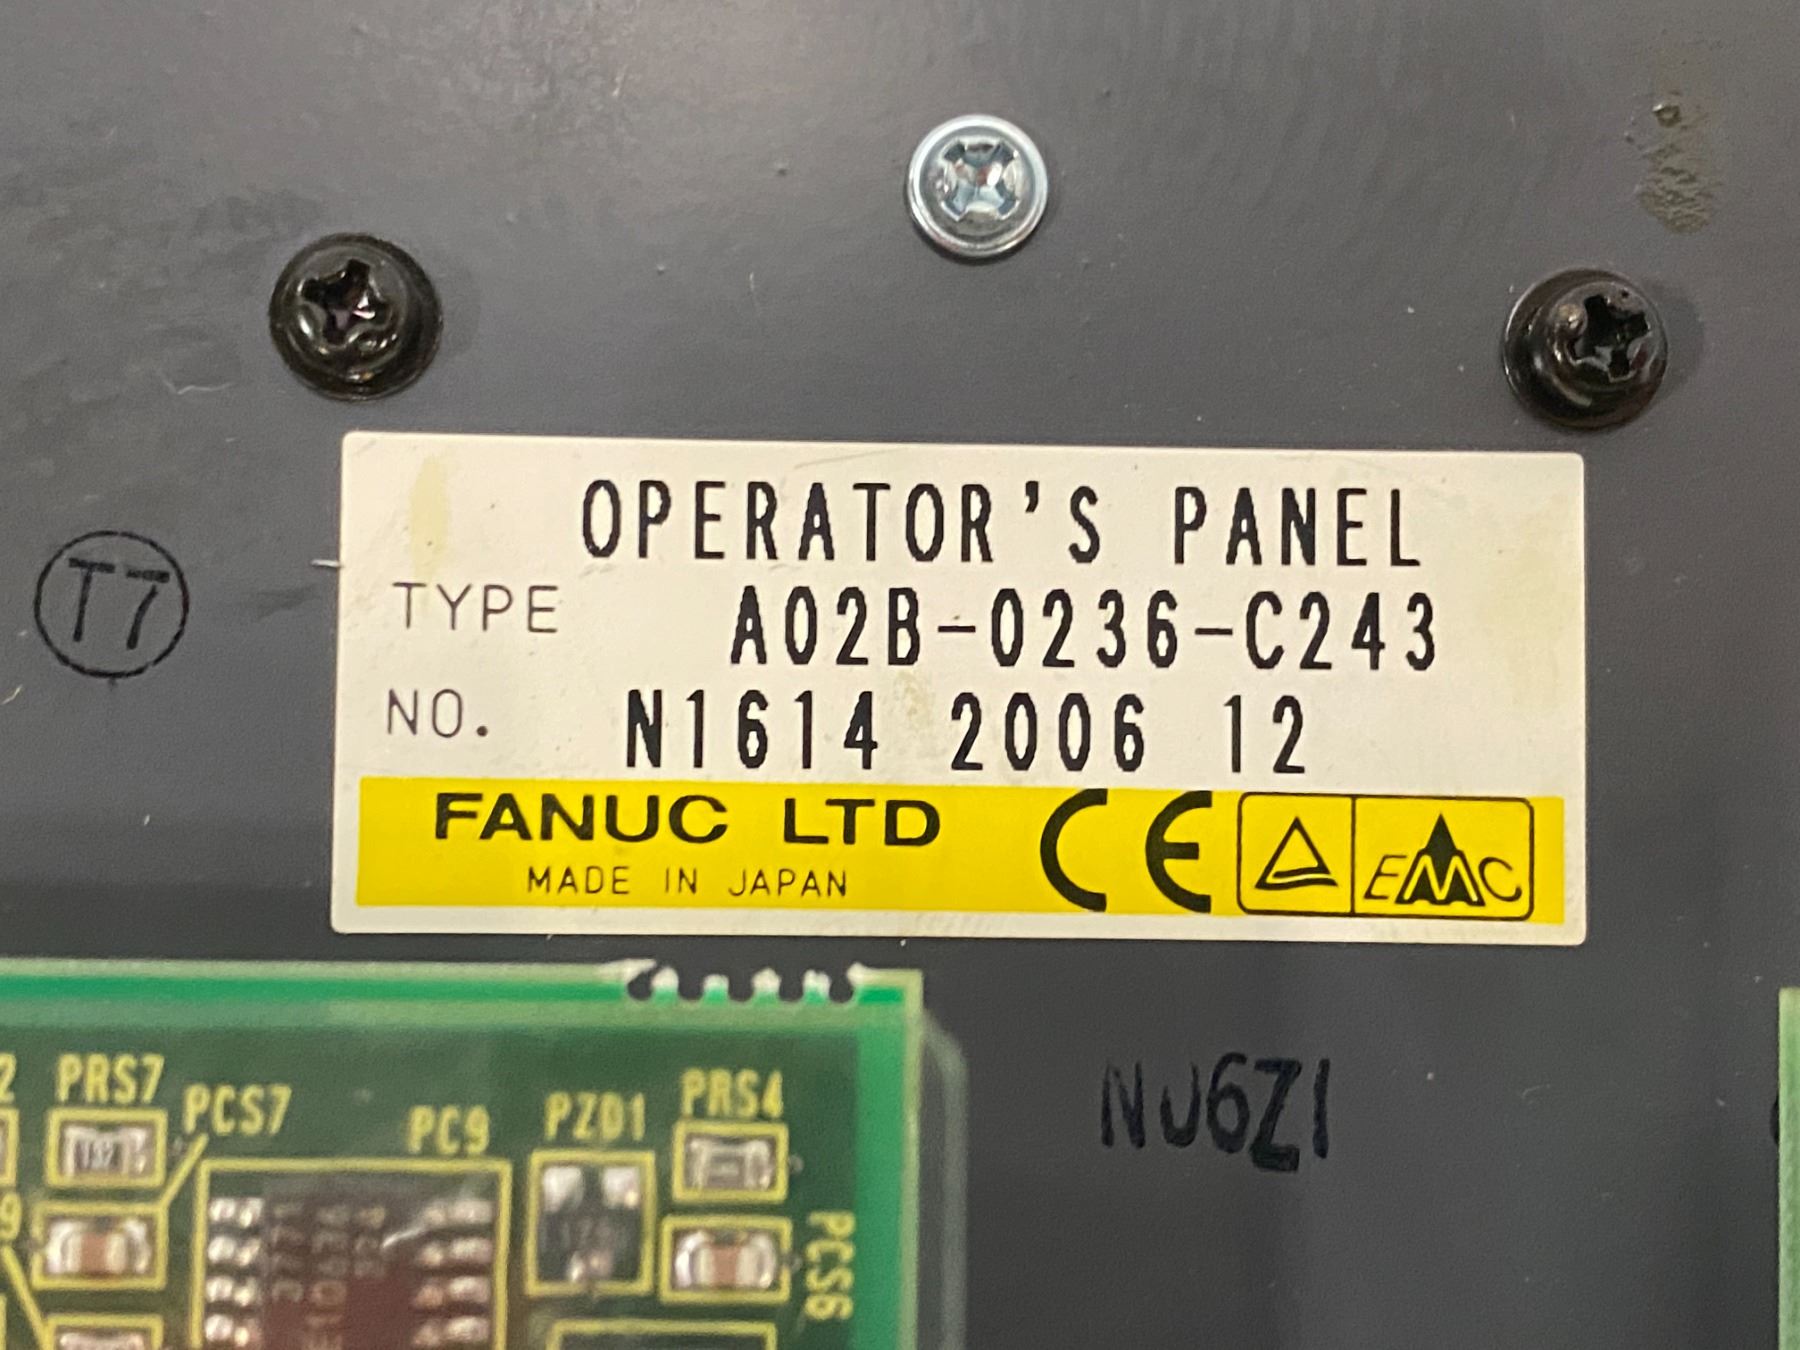 OPERATOR'S PANEL
T7
TYPE A02B-0236-C243
NO. N1614 2006 12
FANUC LTD CE EMC
MADE IN JAPAN
NU6Z1
PRS7
PCS7
PC9
PZD1
PRS4
PCS6